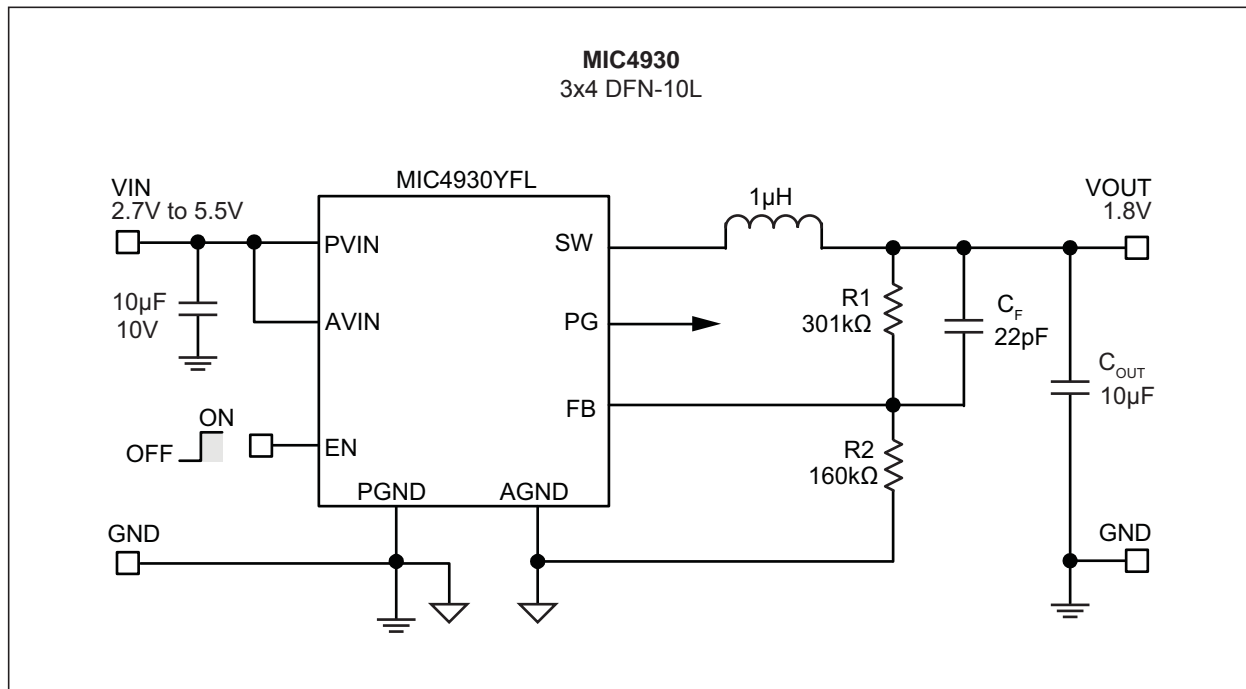 MIC4930
3x4 DFN-10L
MIC4930YFL
VIN
2.7V to 5.5V
10µF
10V
PVIN
AVIN
EN
PGND
AGND
SW
PG
FB
OFF
ON
GND
1µH
R1
301kΩ
C_F
22pF
R2
160kΩ
VOUT
1.8V
C_OUT
10µF
GND